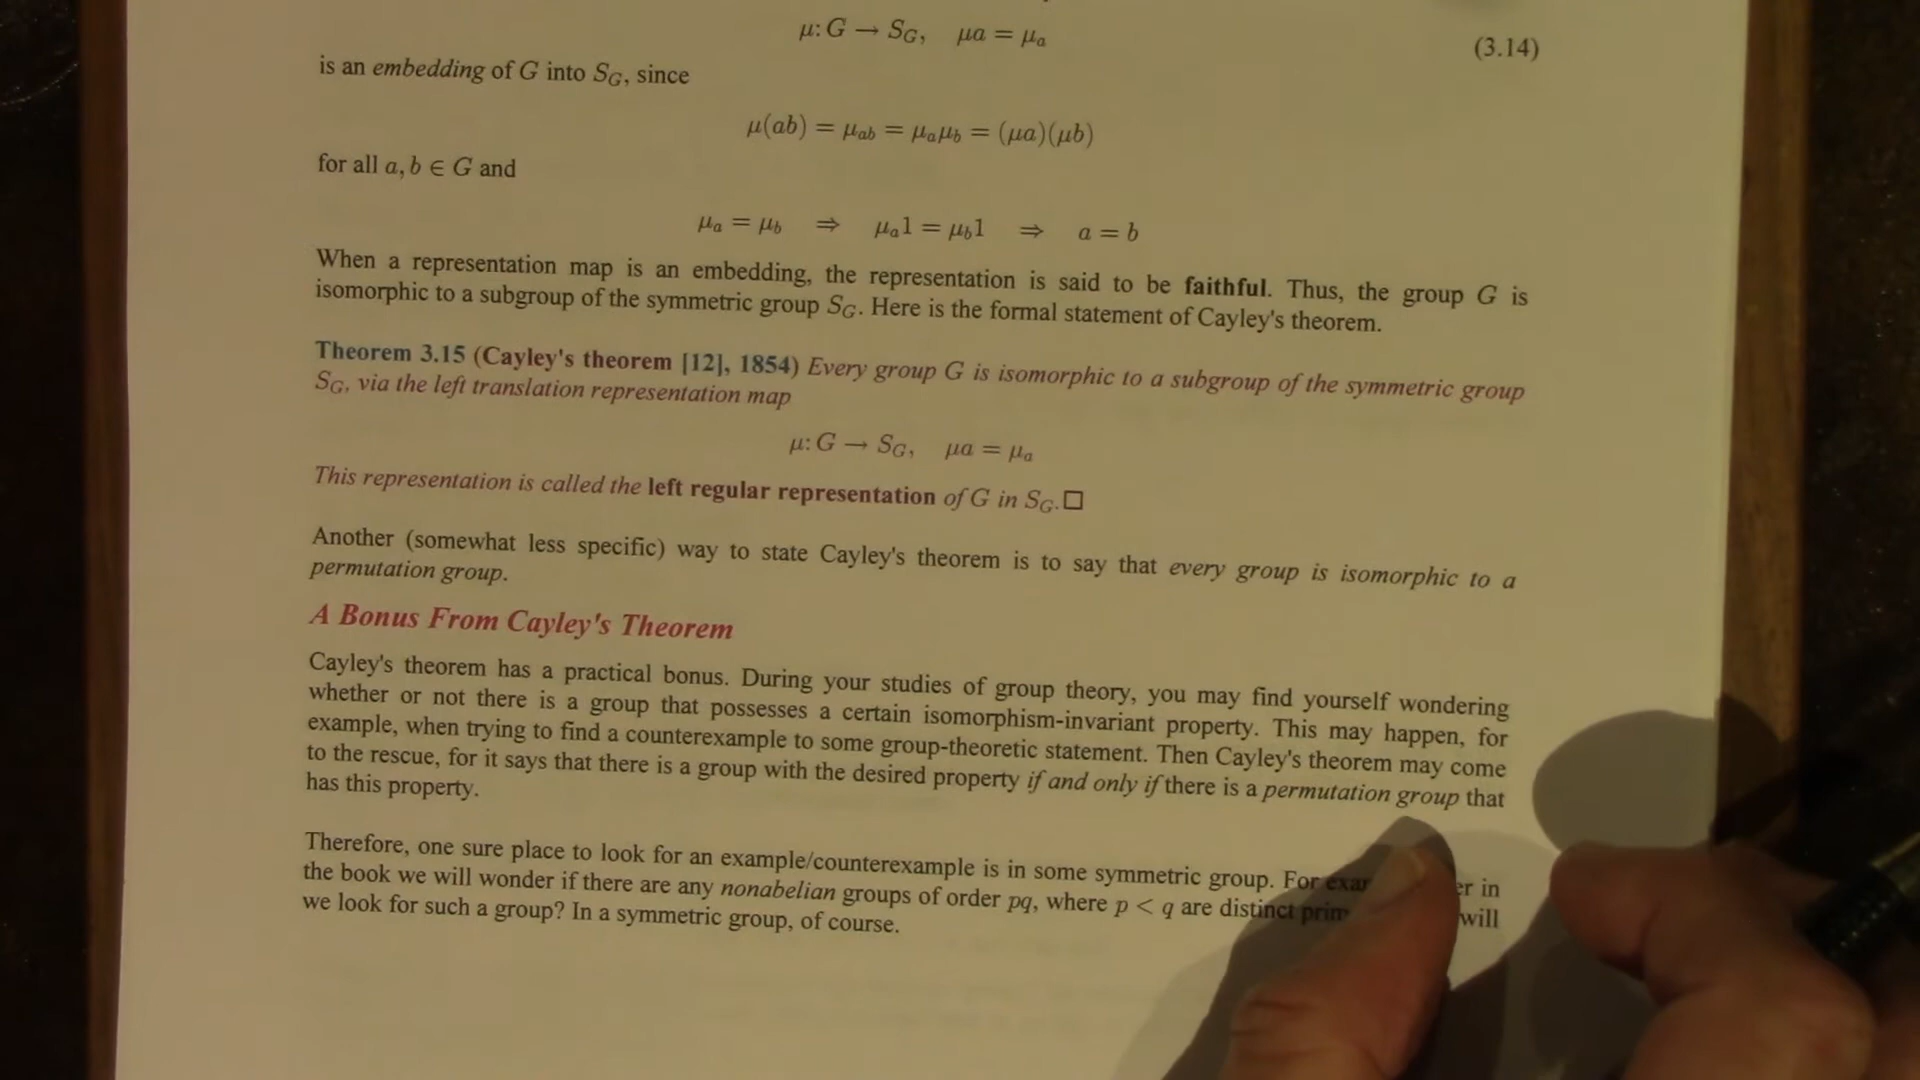 μ: G → S_G, μa = μ_a
(3.14)
is an embedding of G into S_G, since
μ(ab) = μ_ab = μ_aμ_b = (μa)(μb)
for all a, b ∈ G and
μ_a = μ_b ⇒ μ_a1 = μ_b1 ⇒ a = b
When a representation map is an embedding, the representation is said to be faithful. Thus, the group G is
isomorphic to a subgroup of the symmetric group S_G. Here is the formal statement of Cayley's theorem.
Theorem 3.15 (Cayley's theorem [12], 1854) Every group G is isomorphic to a subgroup of the symmetric group
S_G, via the left translation representation map
μ: G → S_G, μa = μ_a
This representation is called the left regular representation of G in S_G.□
Another (somewhat less specific) way to state Cayley's theorem is to say that every group is isomorphic to a
permutation group.
A Bonus From Cayley's Theorem
Cayley's theorem has a practical bonus. During your studies of group theory, you may find yourself wondering
whether or not there is a group that possesses a certain isomorphism-invariant property. This may happen, for
example, when trying to find a counterexample to some group-theoretic statement. Then Cayley's theorem may come
to the rescue, for it says that there is a group with the desired property if and only if there is a permutation group that
has this property.
Therefore, one sure place to look for an example/counterexample is in some symmetric group. For in
the book we will wonder if there are any nonabelian groups of order pq, where p < q are distinct will
we look for such a group? In a symmetric group, of course.